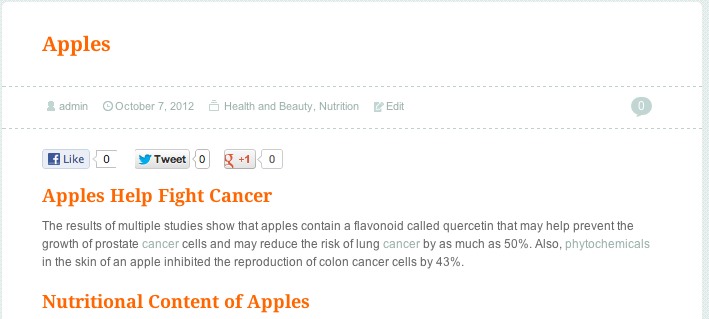 Apples
admin October 7, 2012 Health and Beauty, Nutrition Edit 0
Like 0 Tweet 0 +1 0
Apples Help Fight Cancer
The results of multiple studies show that apples contain a flavonoid called quercetin that may help prevent the
growth of prostate cancer cells and may reduce the risk of lung cancer by as much as 50%. Also, phytochemicals
in the skin of an apple inhibited the reproduction of colon cancer cells by 43%.
Nutritional Content of Apples